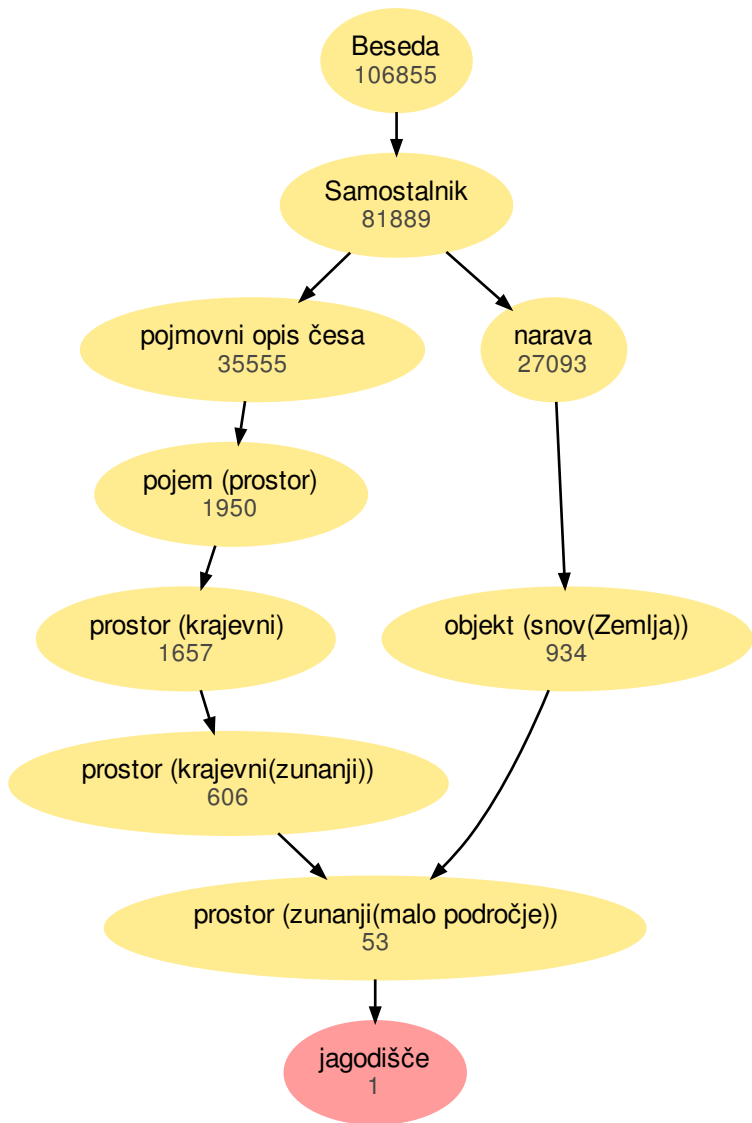 Beseda
106855
Samostalnik
81889
pojmovni opis česa
35555
narava
27093
pojem (prostor)
1950
prostor (krajevni)
1657
objekt (snov(Zemlja))
934
prostor (krajevni(zunanji))
606
prostor (zunanji(malo področje))
53
jagodišče
1